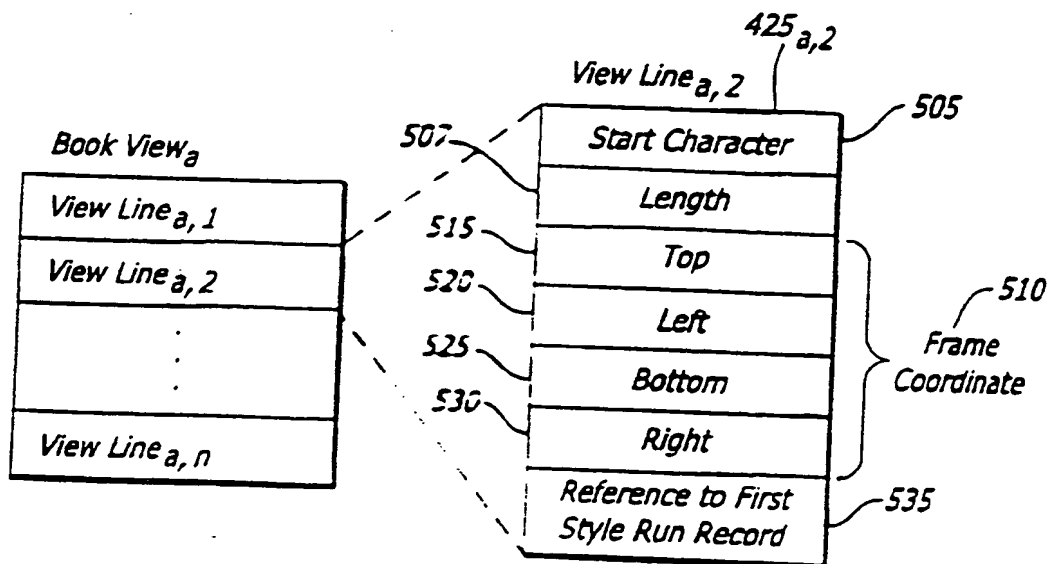 425a,2
View Linea, 2
505
507
Start Character
Book Viewa
Length
View Linea, 1
515
Top
View Linea, 2
520
510
Left
Frame
Coordinate
525
Bottom
530
Right
View Linea, n
Reference to First
Style Run Record
535